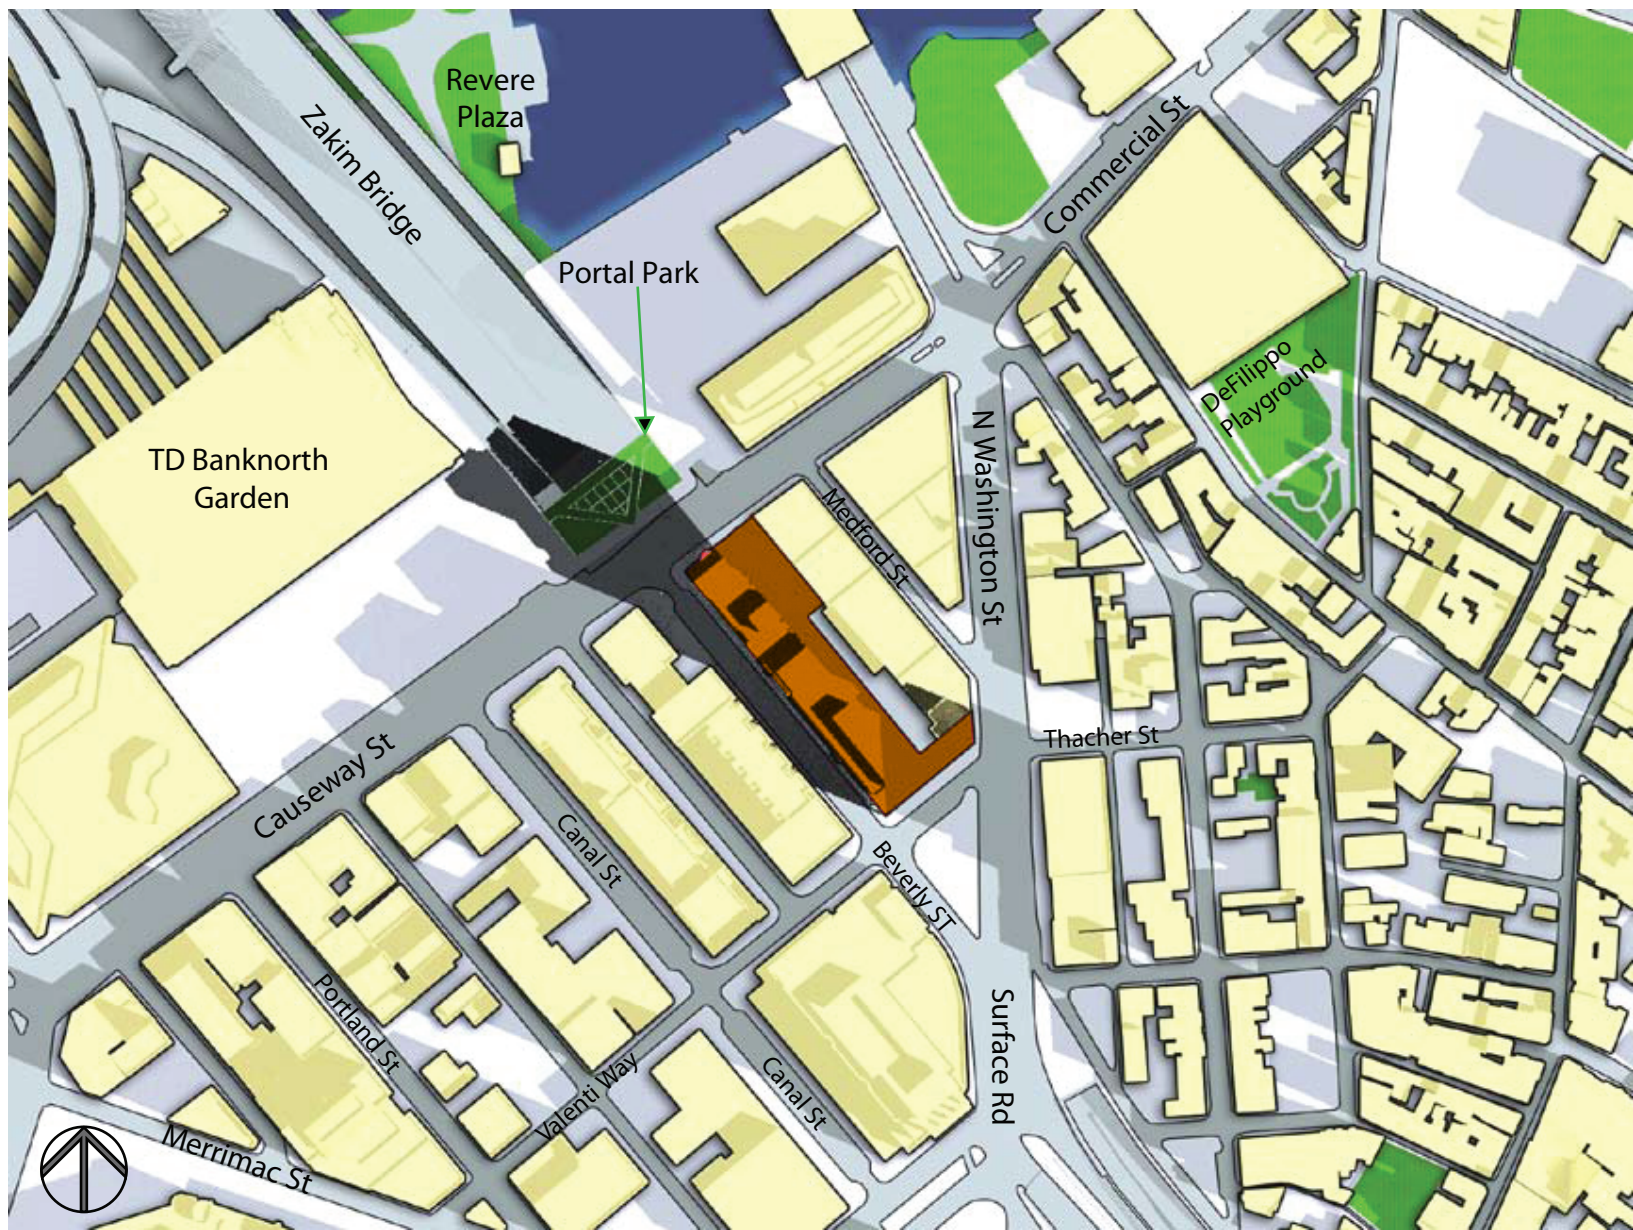 Revere
Plaza
Zakim Bridge
Commercial St
Portal Park
DeFilippo
Playground
TD Banknorth
Garden
N Washington St
Medford St
Thacher St
Causeway St
Canal St
Beverly ST
Portland St
Surface Rd
Valenti Way
Canal St
Merrimac St